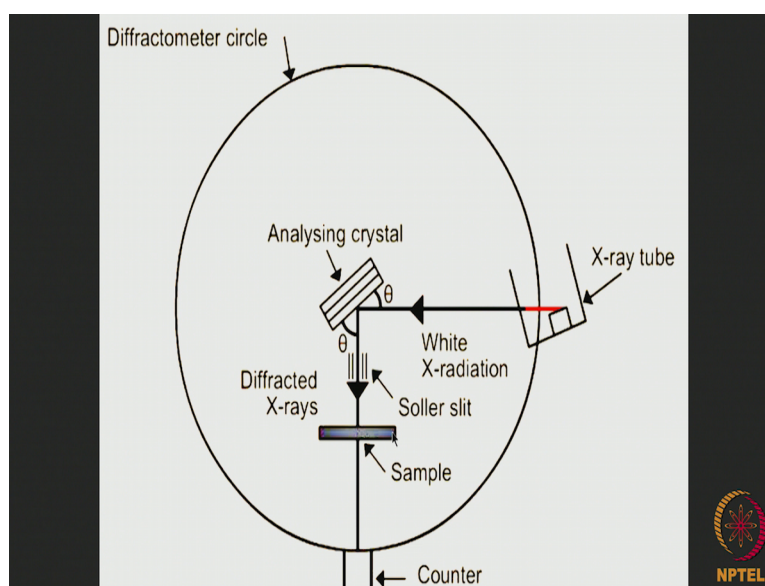 Diffractometer circle
Analysing crystal
X-ray tube
θ
θ
White
X-radiation
Diffracted
X-rays
Soller slit
Sample
Counter
NPTEL